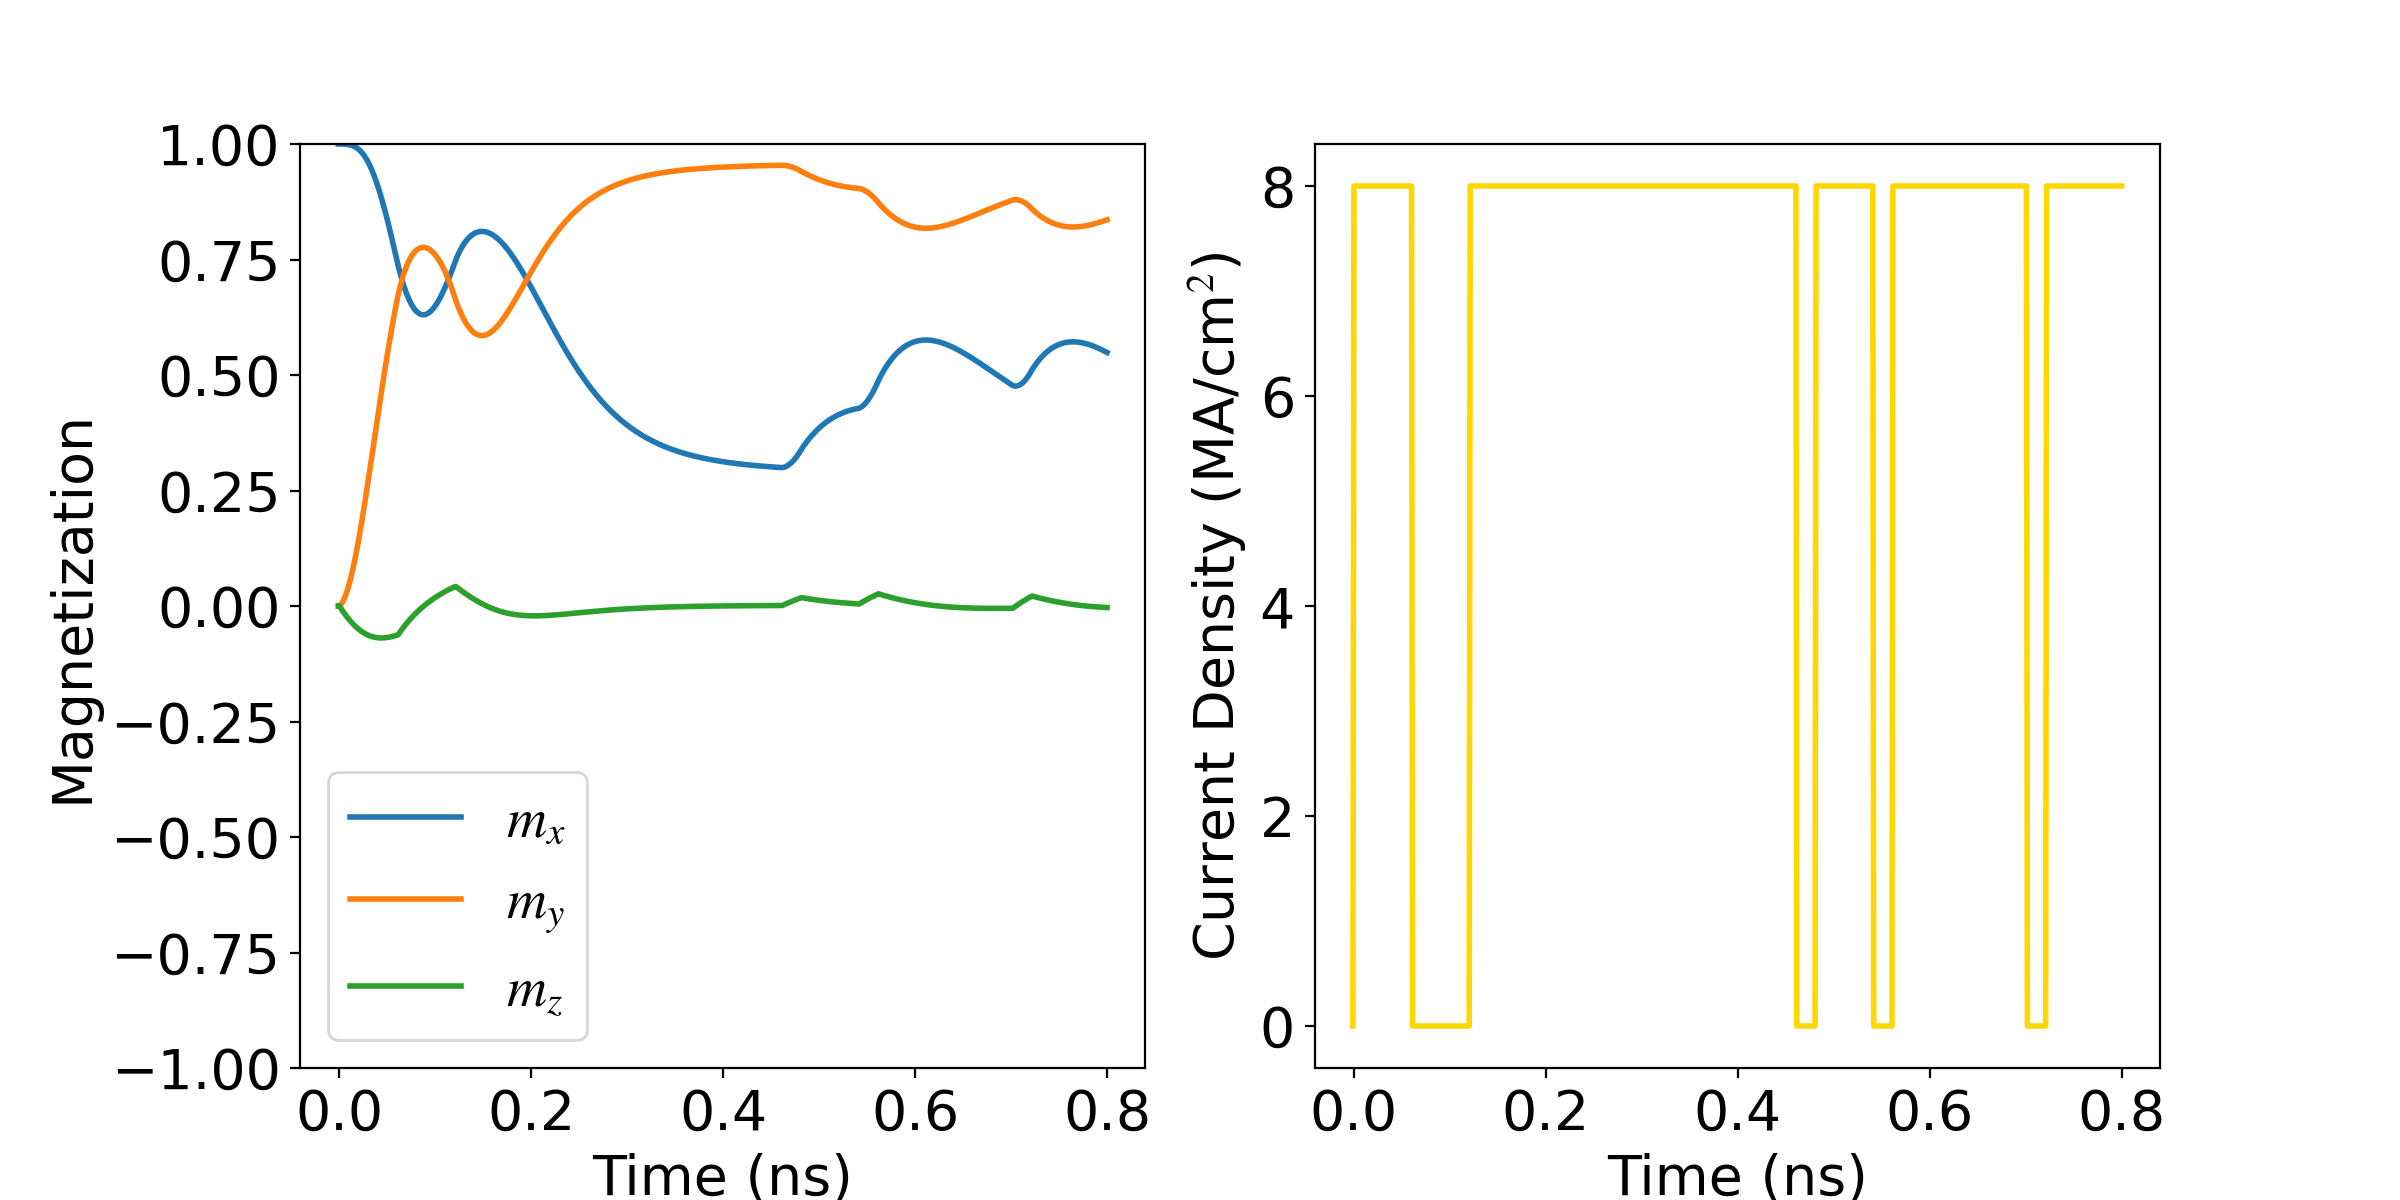 Magnetization
1.00
0.75
0.50
0.25
0.00
−0.25
−0.50
−0.75
−1.00
0.0 0.2 0.4 0.6 0.8
Time (ns)
m_x
m_y
m_z
Current Density (MA/cm²)
8
6
4
2
0
0.0 0.2 0.4 0.6 0.8
Time (ns)